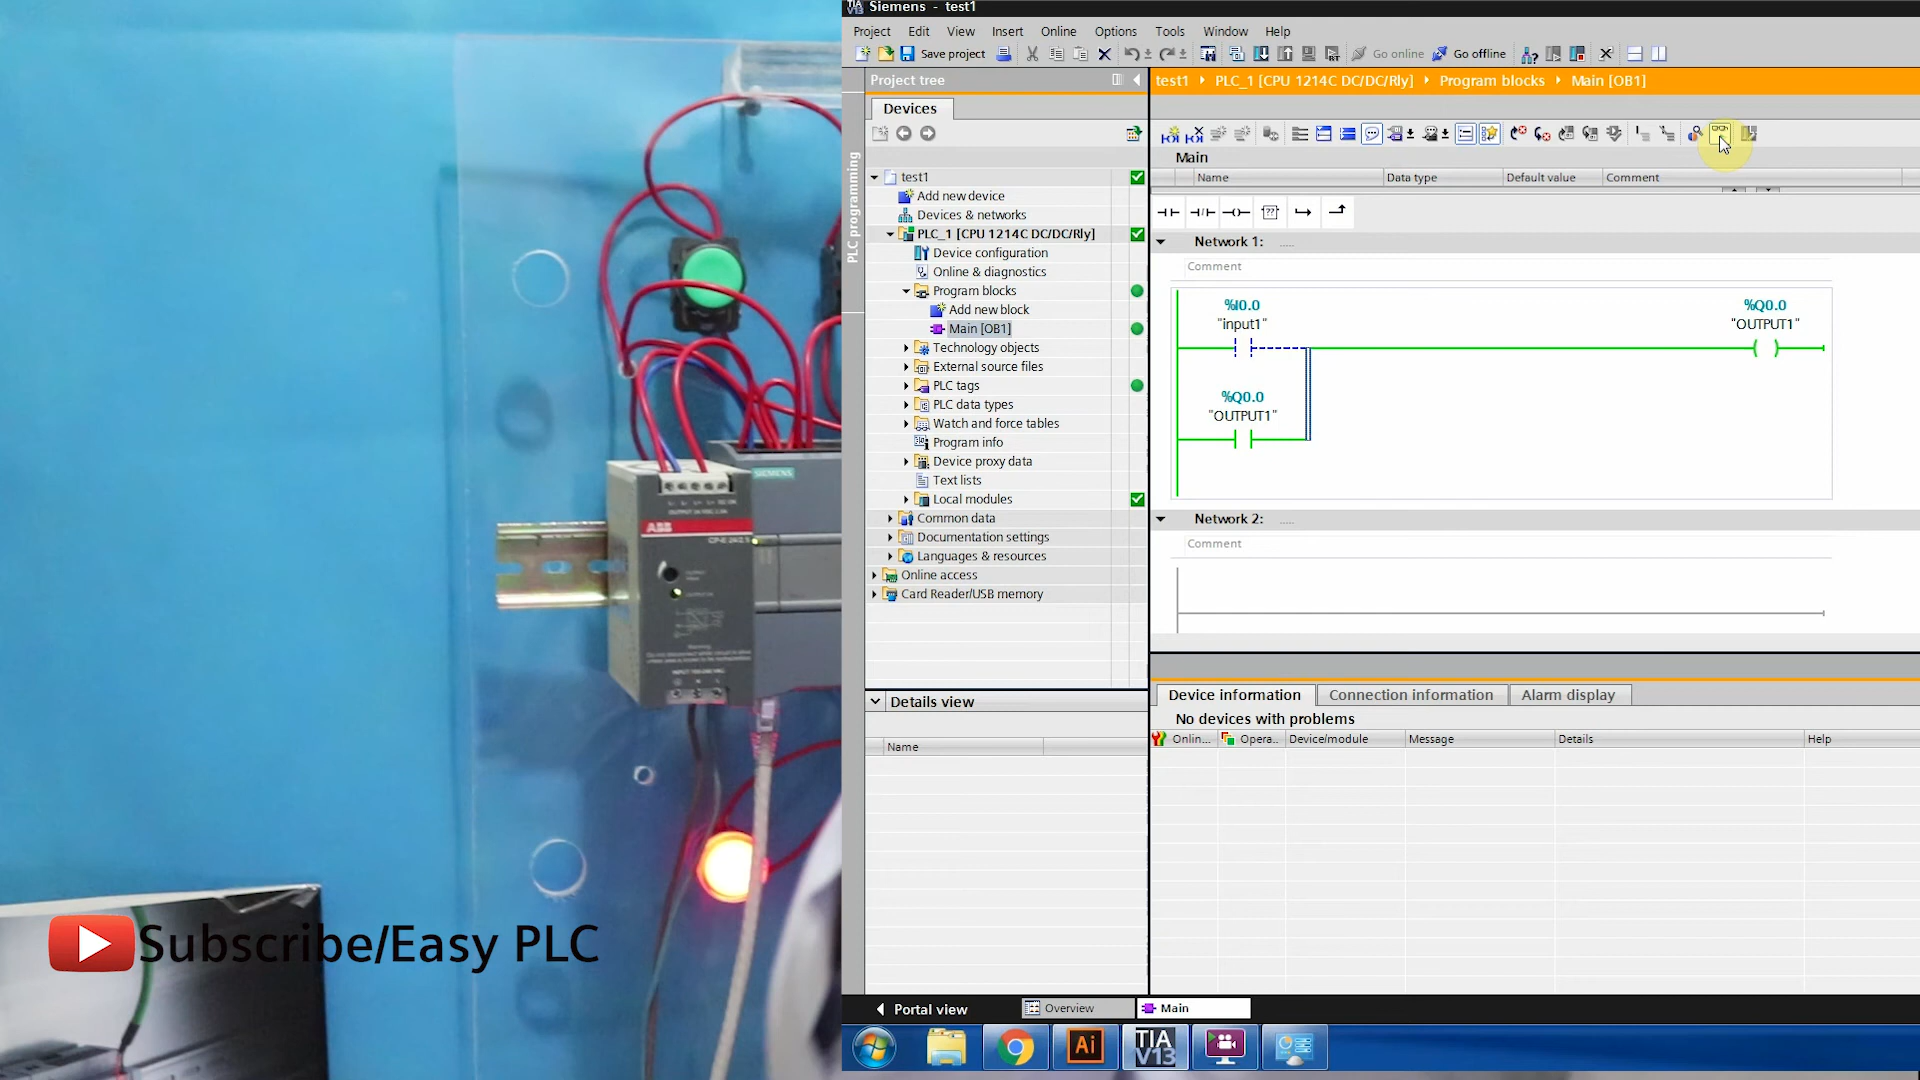 TIA V13 Siemens - test1
Project Edit View Insert Online Options Tools Window Help
Save project Go online Go offline
Project tree
test1 PLC_1 [CPU 1214C DC/DC/Rly] Program blocks Main [OB1]
Devices
PLC programming
Main
Name Data type Default value Comment
test1
Add new device
Devices & networks
PLC_1 [CPU 1214C DC/DC/Rly]
Device configuration
Online & diagnostics
Program blocks
Add new block
Main [OB1]
Technology objects
External source files
PLC tags
PLC data types
Watch and force tables
Program info
Device proxy data
Text lists
Local modules
Common data
Documentation settings
Languages & resources
Online access
Card Reader/USB memory
Details view
Name
??
Network 1: .....
Comment
%I0.0
"input1"
%Q0.0
"OUTPUT1"
%Q0.0
"OUTPUT1"
Network 2: .....
Comment
Device information Connection information Alarm display
No devices with problems
Onlin... Opera.. Device/module Message Details Help
Portal view Overview Main
Ai
TIA V13
SIEMENS
ABB
Subscribe/Easy PLC